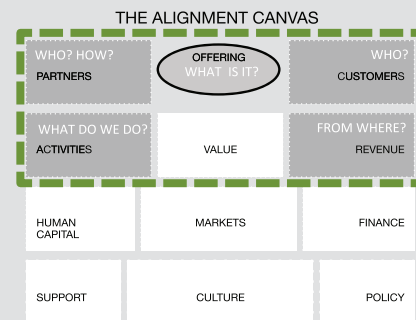 THE ALIGNMENT CANVAS
WHO? HOW?
PARTNERS
OFFERING
WHAT IS IT?
WHO?
CUSTOMERS
WHAT DO WE DO?
ACTIVITIES
VALUE
FROM WHERE?
REVENUE
HUMAN
CAPITAL
MARKETS
FINANCE
SUPPORT
CULTURE
POLICY